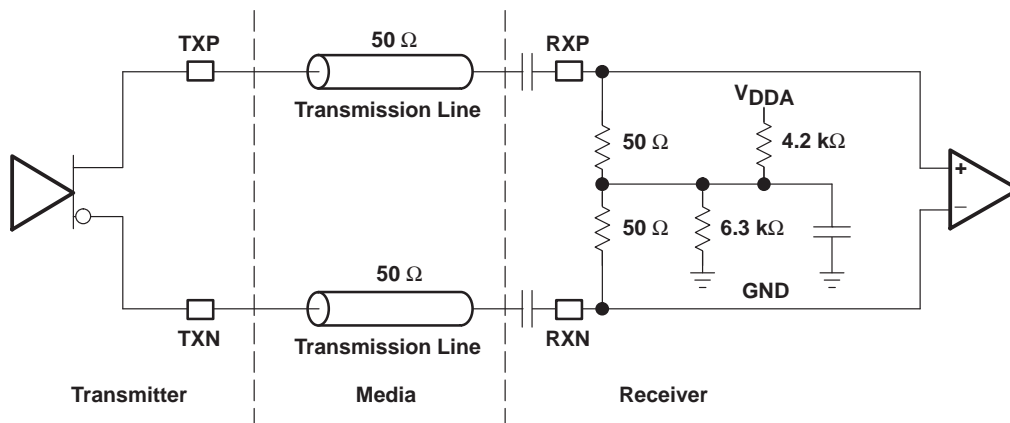 50 Ω
TXP
RXP
Transmission Line
VDDA
50 Ω
4.2 kΩ
+
−
50 Ω
6.3 kΩ
50 Ω
GND
TXN
RXN
Transmission Line
Transmitter
Media
Receiver